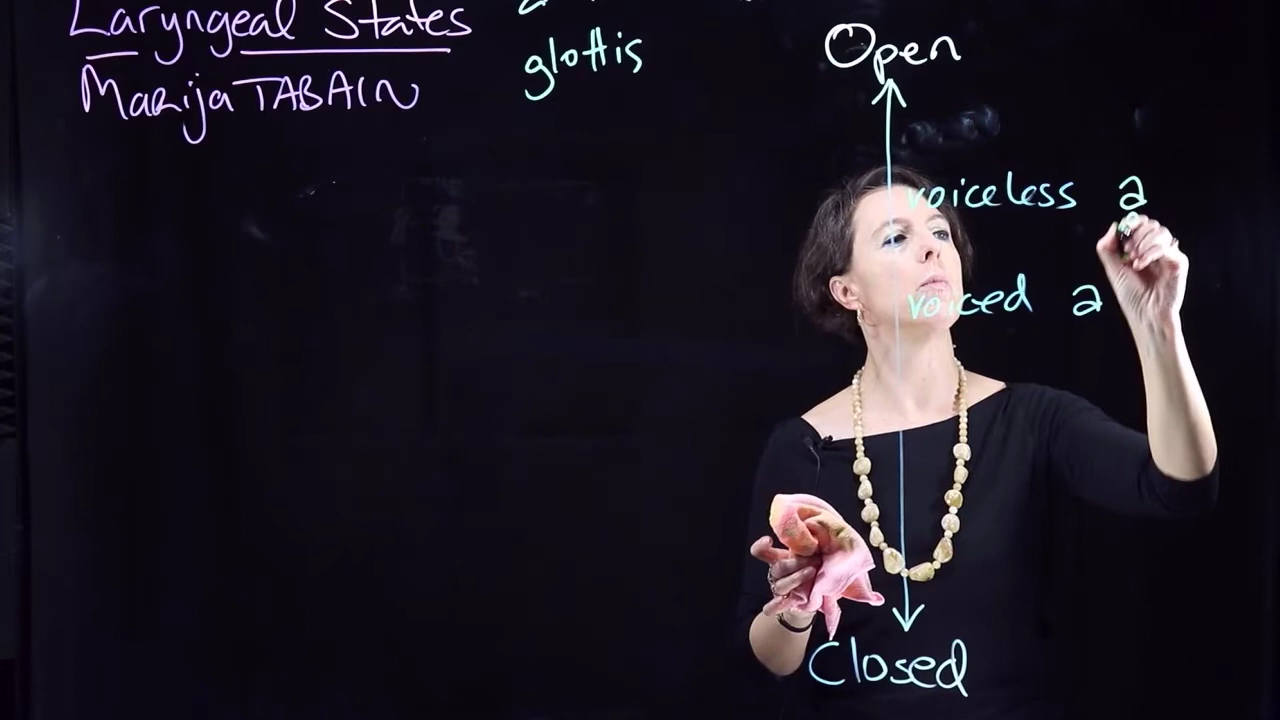 Laryngeal States
Marija TABAIN
glottis
Open
voiceless a
voiced a
Closed